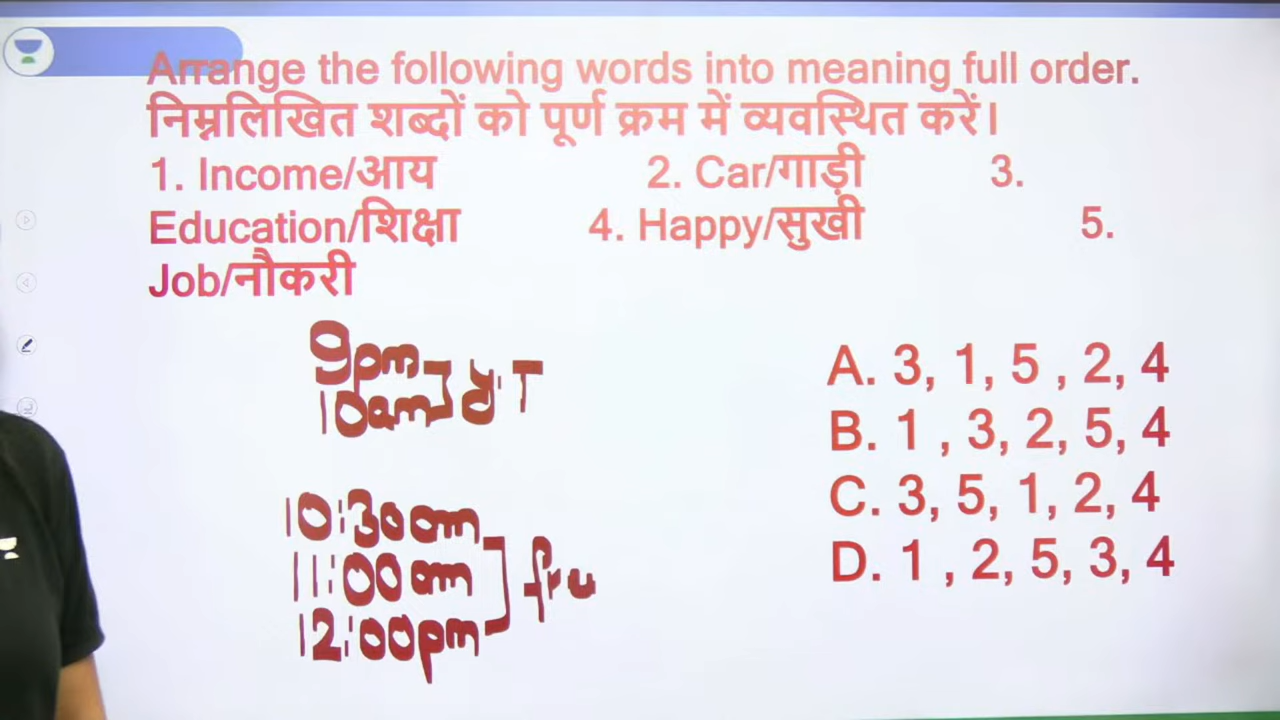 Arrange the following words into meaning full order.
निम्नलिखित शब्दों को पूर्ण क्रम में व्यवस्थित करें।
1. Income/आय 2. Car/गाड़ी 3.
Education/शिक्षा 4. Happy/सुखी 5.
Job/नौकरी
9pm
10am
10:30am
11:00am
12:00pm
A. 3, 1, 5 , 2, 4
B. 1 , 3, 2, 5, 4
C. 3, 5, 1, 2, 4
D. 1 , 2, 5, 3, 4